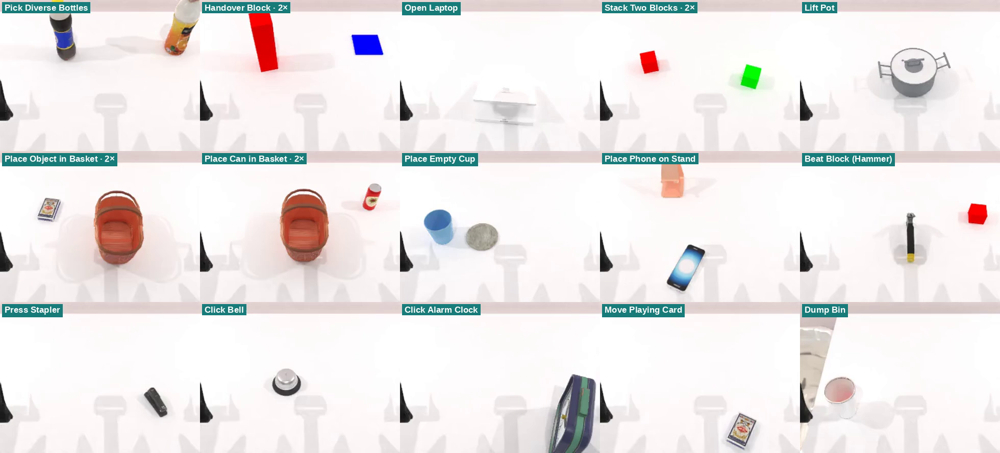 Pick Diverse Bottles
Handover Block · 2×
Open Laptop
Stack Two Blocks · 2×
Lift Pot
Place Object in Basket · 2×
Place Can in Basket · 2×
Place Empty Cup
Place Phone on Stand
Beat Block (Hammer)
Press Stapler
Click Bell
Click Alarm Clock
Move Playing Card
Dump Bin